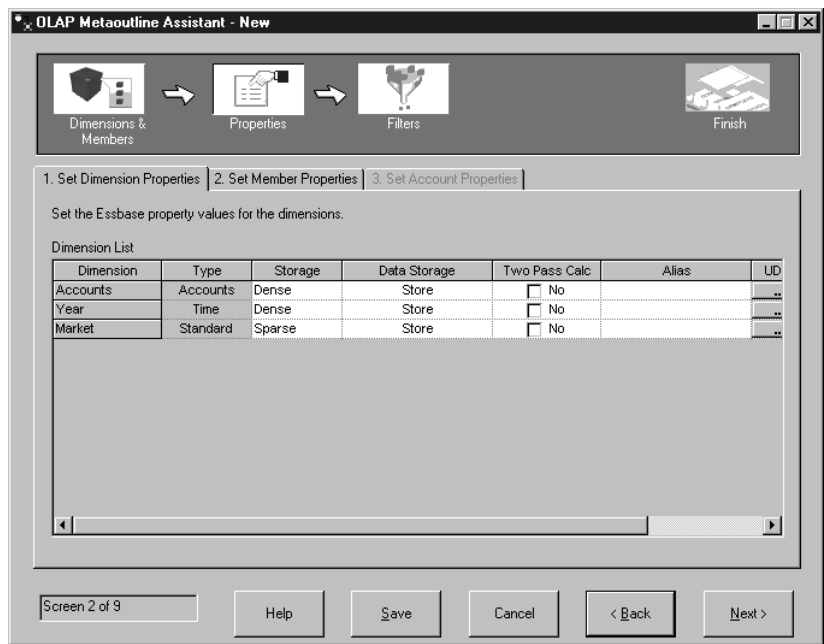 OLAP Metaoutline Assistant - New
Dimensions &
Members
Properties
Filters
Finish
1. Set Dimension Properties
2. Set Member Properties
3. Set Account Properties
Set the Essbase property values for the dimensions.
Dimension List
Dimension Type Storage Data Storage Two Pass Calc Alias UD
Accounts Accounts Dense Store No ..
Year Time Dense Store No ..
Market Standard Sparse Store No ..
Screen 2 of 9
Help Save Cancel < Back Next >